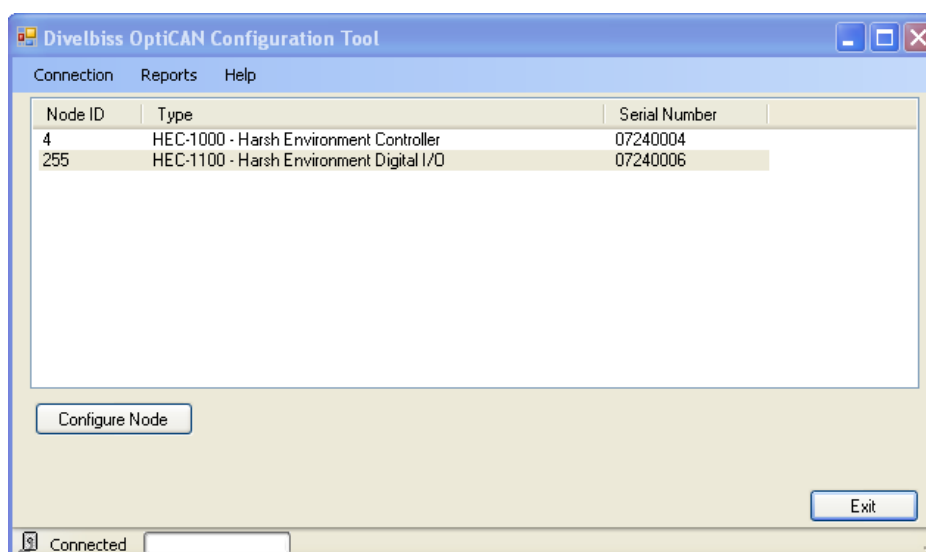 Divelbiss OptiCAN Configuration Tool
Connection Reports Help
Node ID Type Serial Number
4 HEC-1000 - Harsh Environment Controller 07240004
255 HEC-1100 - Harsh Environment Digital I/O 07240006
Configure Node
Exit
Connected